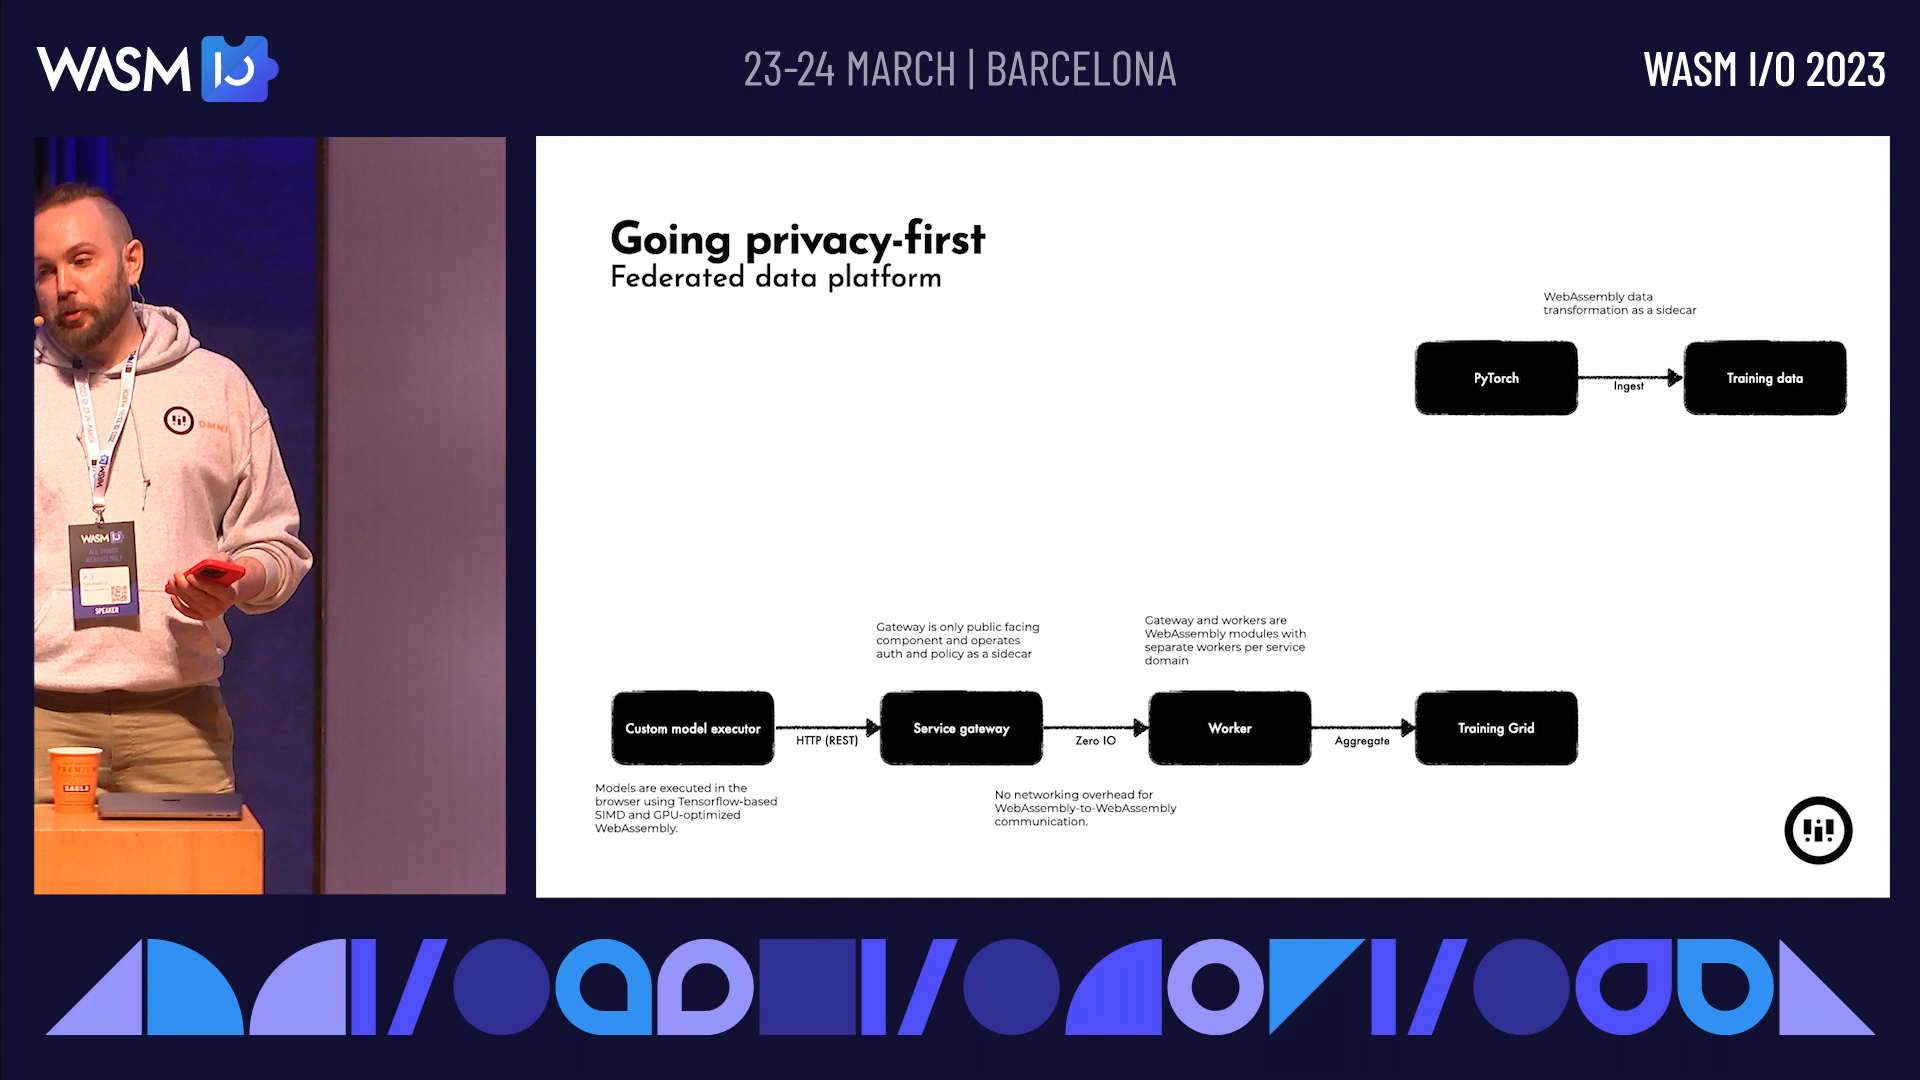 WASM IO
23-24 MARCH | BARCELONA
WASM I/O 2023
Going privacy-first
Federated data platform
WebAssembly data
transformation as a sidecar
PyTorch
Ingest
Training data
Gateway is only public facing
component and operates
auth and policy as a sidecar
Gateway and workers are
WebAssembly modules with
separate workers per service
domain
Custom model executor
HTTP (REST)
Service gateway
Zero IO
Worker
Aggregate
Training Grid
Models are executed in the
browser using Tensorflow-based
SIMD and GPU-optimized
WebAssembly.
No networking overhead for
WebAssembly-to-WebAssembly
communication.
WASM
SPEAKER